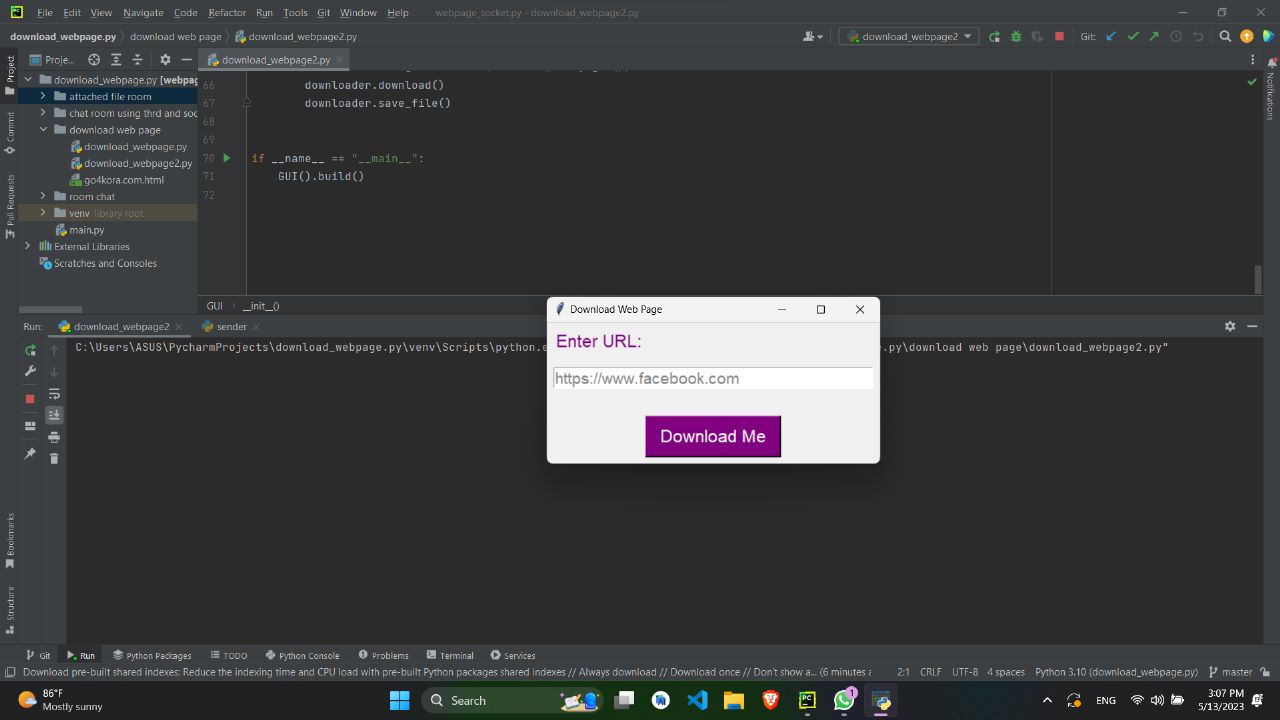 File Edit View Navigate Code Refactor Run Tools Git Window Help webpage_socket.py - download_webpage2.py
download_webpage.py download web page download_webpage2.py
download_webpage2 Git:
Project
Commit
Pull Requests
Bookmarks
Structure
Notifications
Proje...
download_webpage2.py
download_webpage.py [webpag
attached file room
chat room using thrd and soc
download web page
download_webpage.py
download_webpage2.py
go4kora.com.html
room chat
venv library root
main.py
External Libraries
Scratches and Consoles
66 downloader.download()
67 downloader.save_file()
68
69
70 if __name__ == "__main__":
71 GUI().build()
72
GUI __init__()
Run: download_webpage2 sender
C:\Users\ASUS\PycharmProjects\download_webpage.py\venv\Scripts\python.e
e.py\download web page\download_webpage2.py"
Download Web Page
Enter URL:
https://www.facebook.com
Download Me
Git Run Python Packages TODO Python Console Problems Terminal Services
Download pre-built shared indexes: Reduce the indexing time and CPU load with pre-built Python packages shared indexes // Always download // Download once // Don't show a... (6 minutes a 2:1 CRLF UTF-8 4 spaces Python 3.10 (download_webpage.py) master
86°F
Mostly sunny
Search
1
ENG
3:07 PM
5/13/2023